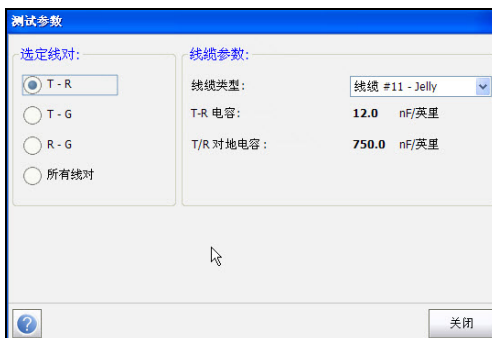 测试参数
选定线对:
T - R
T - G
R - G
所有线对
线缆参数:
线缆类型: 线缆 #11 - Jelly
T-R 电容: 12.0 nF/英里
T/R 对地电容: 750.0 nF/英里
?
关闭